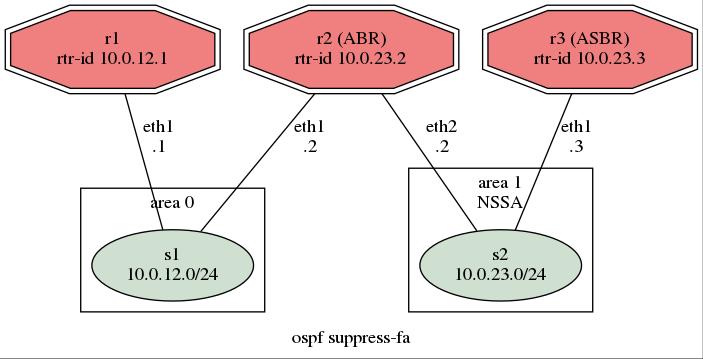 r1
rtr-id 10.0.12.1
r2 (ABR)
rtr-id 10.0.23.2
r3 (ASBR)
rtr-id 10.0.23.3
eth1
.1
eth1
.2
eth2
.2
eth1
.3
area 0
area 1
NSSA
s1
10.0.12.0/24
s2
10.0.23.0/24
ospf suppress-fa